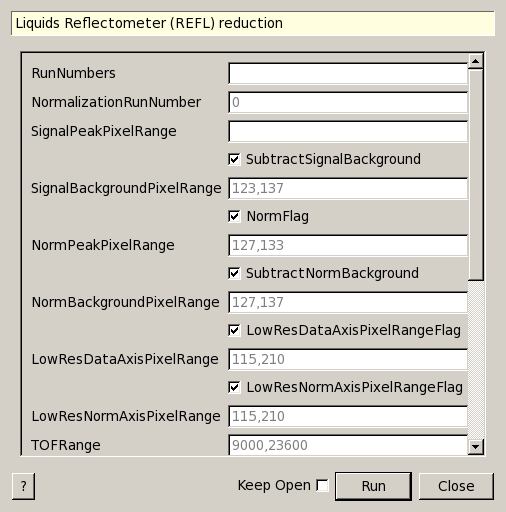 Liquids Reflectometer (REFL) reduction
RunNumbers
NormalizationRunNumber 0
SignalPeakPixelRange
SubtractSignalBackground
SignalBackgroundPixelRange 123,137
NormFlag
NormPeakPixelRange 127,133
SubtractNormBackground
NormBackgroundPixelRange 127,137
LowResDataAxisPixelRangeFlag
LowResDataAxisPixelRange 115,210
LowResNormAxisPixelRangeFlag
LowResNormAxisPixelRange 115,210
TOFRange 9000,23600
? Keep Open Run Close